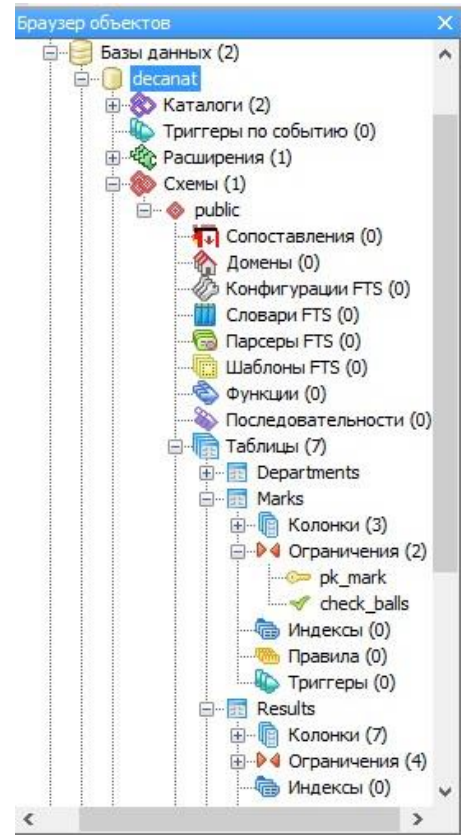 Браузер объектов
Базы данных (2)
decanat
Каталоги (2)
Триггеры по событию (0)
Расширения (1)
Схемы (1)
public
Сопоставления (0)
Домены (0)
Конфигурации FTS (0)
Словари FTS (0)
Парсеры FTS (0)
Шаблоны FTS (0)
Функции (0)
Последовательности (0)
Таблицы (7)
Departments
Marks
Колонки (3)
Ограничения (2)
pk_mark
check_balls
Индексы (0)
Правила (0)
Триггеры (0)
Results
Колонки (7)
Ограничения (4)
Индексы (0)